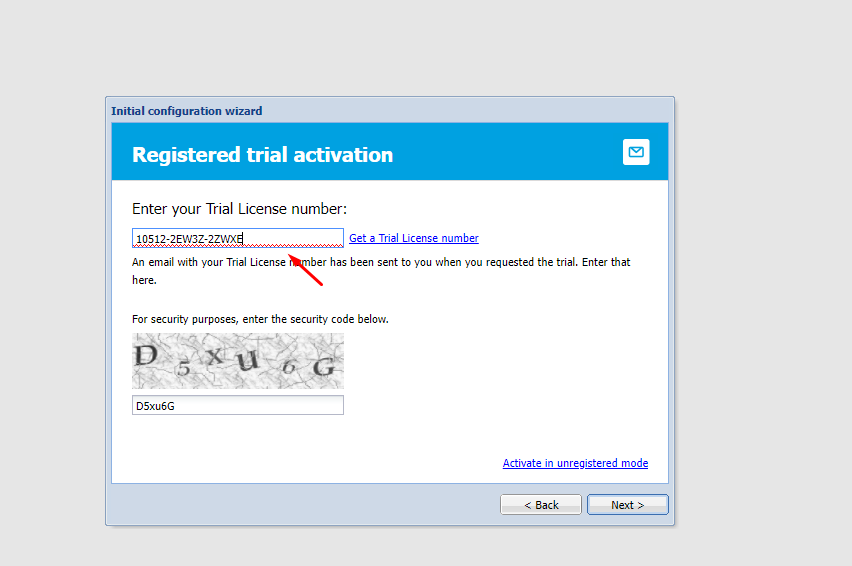 Initial configuration wizard
Registered trial activation
Enter your Trial License number:
10512-2EW3Z-2ZWXE Get a Trial License number
An email with your Trial License number has been sent to you when you requested the trial. Enter that
here.
For security purposes, enter the security code below.
D5XU6G
D5xu6G
Activate in unregistered mode
< Back Next >